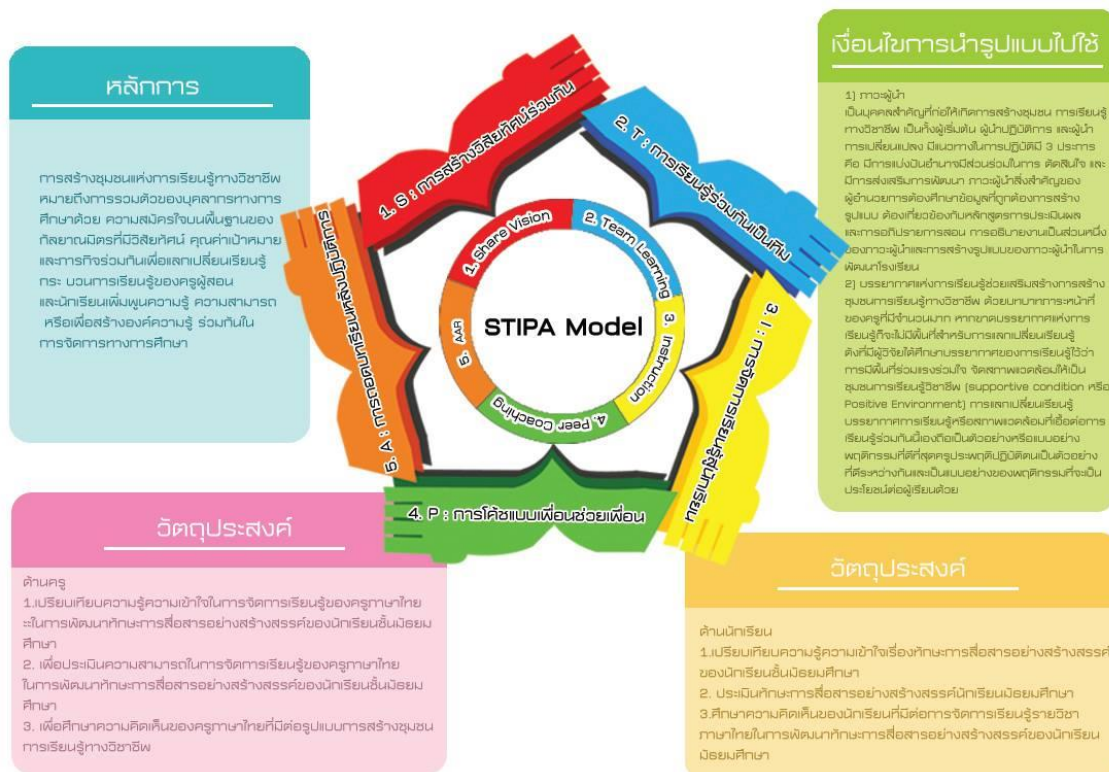 หลักการ
การสร้างชุมชนแห่งการเรียนรู้ทางวิชาชีพ
หมายถึงการรวมตัวของบุคลากรทางการ
ศึกษาด้วย ความสมัครใจบนพื้นฐานของ
กัลยาณมิตรที่มีวิสัยทัศน์ คุณค่าเป้าหมาย
และภารกิจร่วมกันเพื่อแลกเปลี่ยนเรียนรู้
กระ บวนการเรียนรู้ของครูผู้สอน
และนักเรียนเพิ่มพูนความรู้ ความสามารถ
หรือเพื่อสร้างองค์ความรู้ ร่วมกันใน
การจัดการทางการศึกษา
1. S : การสร้างวิสัยทัศน์ร่วมกัน
2. T : การเรียนรู้ร่วมกันเป็นทีม
3. I : การจัดการเรียนรู้สู่นักเรียน
4. P : การโค้ชแบบเพื่อนช่วยเพื่อน
5. A : การถอดบทเรียนหลังปฏิบัติการ
1. Share Vision
2. Team Learning
3. Instruction
4. Peer Coaching
5. AAR
STIPA Model
เงื่อนไขการนำรูปแบบไปใช้
1) ภาวะผู้นำ
เป็นบุคคลสำคัญที่ก่อให้เกิดการสร้างชุมชน การเรียนรู้
ทางวิชาชีพ เป็นทั้งผู้เริ่มต้น ผู้นำปฏิบัติการ และผู้นำ
การเปลี่ยนแปลง มีแนวทางในการปฏิบัติมี 3 ประการ
คือ มีการแบ่งปันอำนาจมีส่วนร่วมในการ ตัดสินใจ และ
มีการส่งเสริมการพัฒนา ภาวะผู้นำสิ่งสำคัญของ
ผู้อำนวยการต้องศึกษาข้อมูลที่ถูกต้องการสร้าง
รูปแบบ ต้องเกี่ยวข้องกับหลักสูตรการประเมินผล
และการอภิปรายการสอน การอธิบายงานเป็นส่วนหนึ่ง
ของภาวะผู้นำและการสร้างรูปแบบของภาวะผู้นำในการ
พัฒนาโรงเรียน
2) บรรยากาศแห่งการเรียนรู้ช่วยเสริมสร้างการสร้าง
ชุมชนการเรียนรู้ทางวิชาชีพ ด้วยบทบาทภาระหน้าที่
ของครูที่มีจำนวนมาก หากขาดบรรยากาศแห่งการ
เรียนรู้ก็จะไม่มีพื้นที่สำหรับการแลกเปลี่ยนเรียนรู้
ดังที่มีผู้วิจัยได้ศึกษาบรรยากาศของการเรียนรู้ไว้ว่า
การมีพื้นที่ร่วมแรงร่วมใจ จัดสภาพแวดล้อมให้เป็น
ชุมชนการเรียนรู้วิชาชีพ (supportive condition หรือ
Positive Environment) การแลกเปลี่ยนเรียนรู้
บรรยากาศการเรียนรู้หรือสภาพแวดล้อมที่เอื้อต่อการ
เรียนรู้ร่วมกันนี้เองถือเป็นตัวอย่างหรือแบบอย่าง
พฤติกรรมที่ดีที่สุดครูประพฤติปฏิบัติตนเป็นตัวอย่าง
ที่ดีระหว่างกันและเป็นแบบอย่างของพฤติกรรมที่จะเป็น
ประโยชน์ต่อผู้เรียนด้วย
วัตถุประสงค์
ด้านครู
1.เปรียบเทียบความรู้ความเข้าใจในการจัดการเรียนรู้ของครูภาษาไทย
ะในการพัฒนาทักษะการสื่อสารอย่างสร้างสรรค์ของนักเรียนชั้นมัธยม
ศึกษา
2. เพื่อประเมินความสามารถในการจัดการเรียนรู้ของครูภาษาไทย
ในการพัฒนาทักษะการสื่อสารอย่างสร้างสรรค์ของนักเรียนชั้นมัธยม
ศึกษา
3. เพื่อศึกษาความคิดเห็นของครูภาษาไทยที่มีต่อรูปแบบการสร้างชุมชน
การเรียนรู้ทางวิชาชีพ
วัตถุประสงค์
ด้านนักเรียน
1.เปรียบเทียบความรู้ความเข้าใจเรื่องทักษะการสื่อสารอย่างสร้างสรรค์
ของนักเรียนชั้นมัธยมศึกษา
2. ประเมินทักษะการสื่อสารอย่างสร้างสรรค์นักเรียนมัธยมศึกษา
3.ศึกษาความคิดเห็นของนักเรียนที่มีต่อการจัดการเรียนรู้รายวิชา
ภาษาไทยในการพัฒนาทักษะการสื่อสารอย่างสร้างสรรค์ของนักเรียน
มัธยมศึกษา